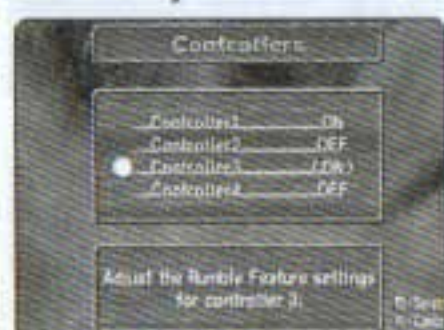 Controllers
Controller1 ON
Controller2 OFF
Controller3 (ON)
Controller4 OFF
Adjust the Rumble Feature settings
for controller 3.